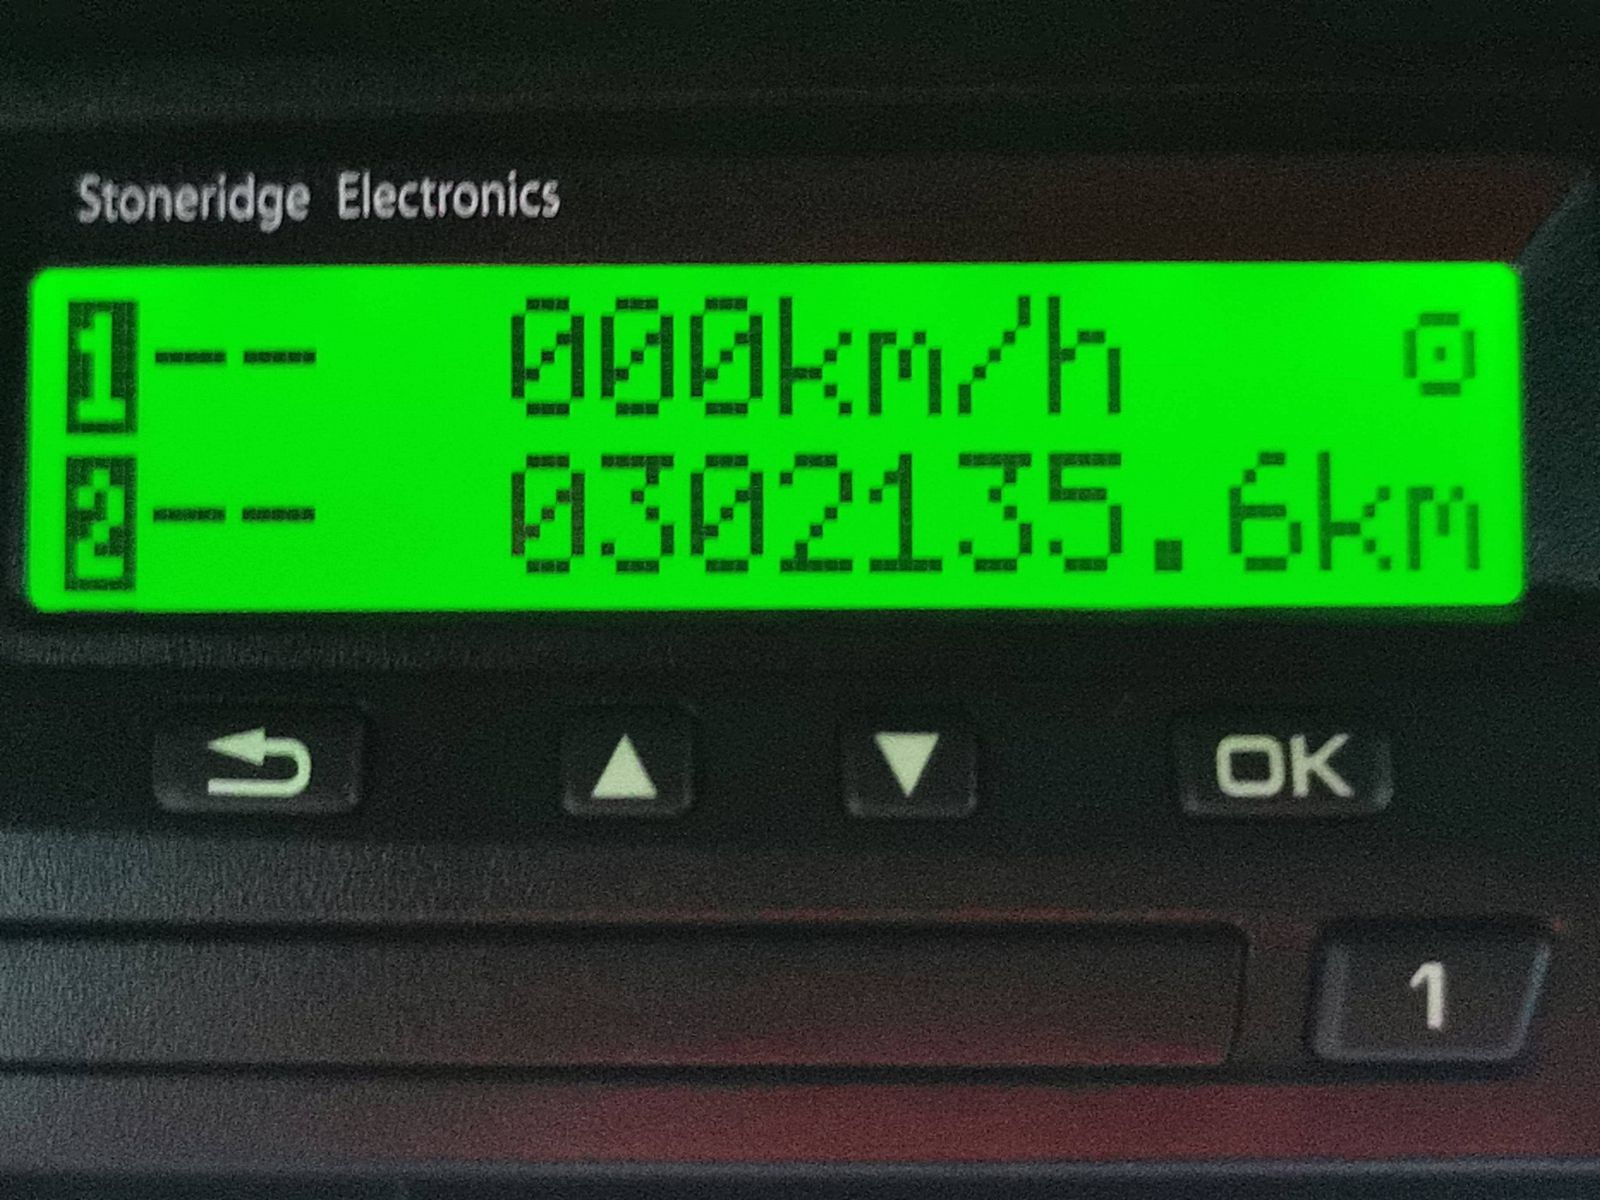 Stoneridge Electronics
1-- 000km/h ⊙
2-- 0302135.6km
OK
1